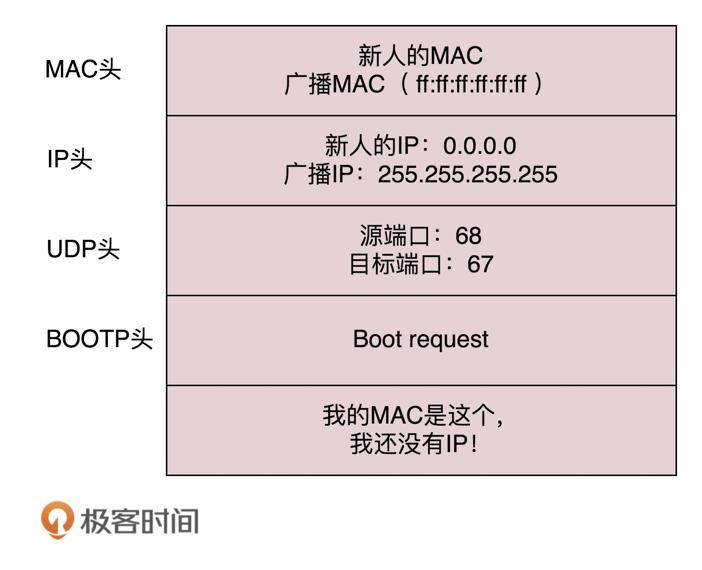 MAC头
新人的MAC
广播MAC（ff:ff:ff:ff:ff:ff）
IP头
新人的IP：0.0.0.0
广播IP：255.255.255.255
UDP头
源端口：68
目标端口：67
BOOTP头
Boot request
我的MAC是这个，
我还没有IP！
极客时间